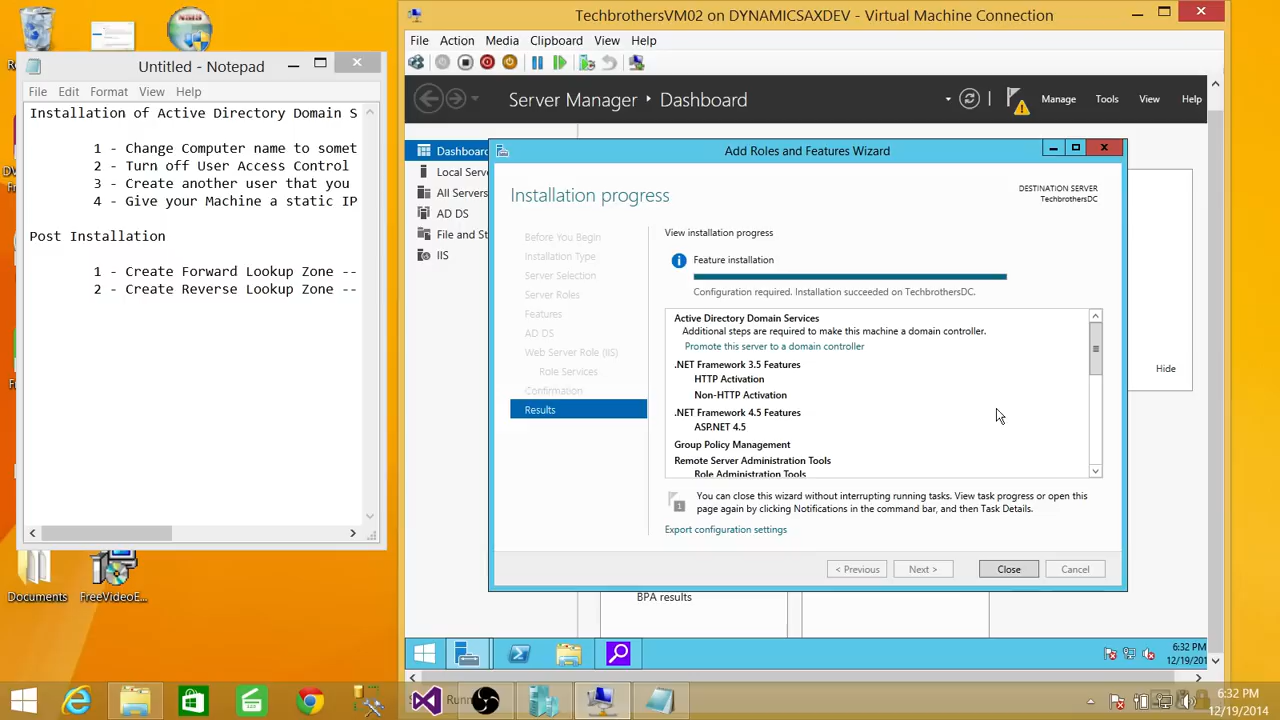 TechbrothersVM02 on DYNAMICSAXDEV - Virtual Machine Connection
File Action Media Clipboard View Help
Server Manager Dashboard
Manage Tools View Help
Dashboard
Local Serve
All Servers
AD DS
File and St
IIS
Hide
BPA results
Add Roles and Features Wizard
Installation progress
DESTINATION SERVER
TechbrothersDC
Before You Begin
Installation Type
Server Selection
Server Roles
Features
AD DS
Web Server Role (IIS)
Role Services
Confirmation
Results
View installation progress
Feature installation
Configuration required. Installation succeeded on TechbrothersDC.
Active Directory Domain Services
Additional steps are required to make this machine a domain controller.
Promote this server to a domain controller
.NET Framework 3.5 Features
HTTP Activation
Non-HTTP Activation
.NET Framework 4.5 Features
ASP.NET 4.5
Group Policy Management
Remote Server Administration Tools
Role Administration Tools
1
You can close this wizard without interrupting running tasks. View task progress or open this
page again by clicking Notifications in the command bar, and then Task Details.
Export configuration settings
< Previous Next > Close Cancel
6:32 PM
12/19/2014
Untitled - Notepad
File Edit Format View Help
Installation of Active Directory Domain S
1 - Change Computer name to somet
2 - Turn off User Access Control
3 - Create another user that you
4 - Give your Machine a static IP
Post Installation
1 - Create Forward Lookup Zone --
2 - Create Reverse Lookup Zone --
Documents
FreeVideoE...
6:32 PM
12/19/2014